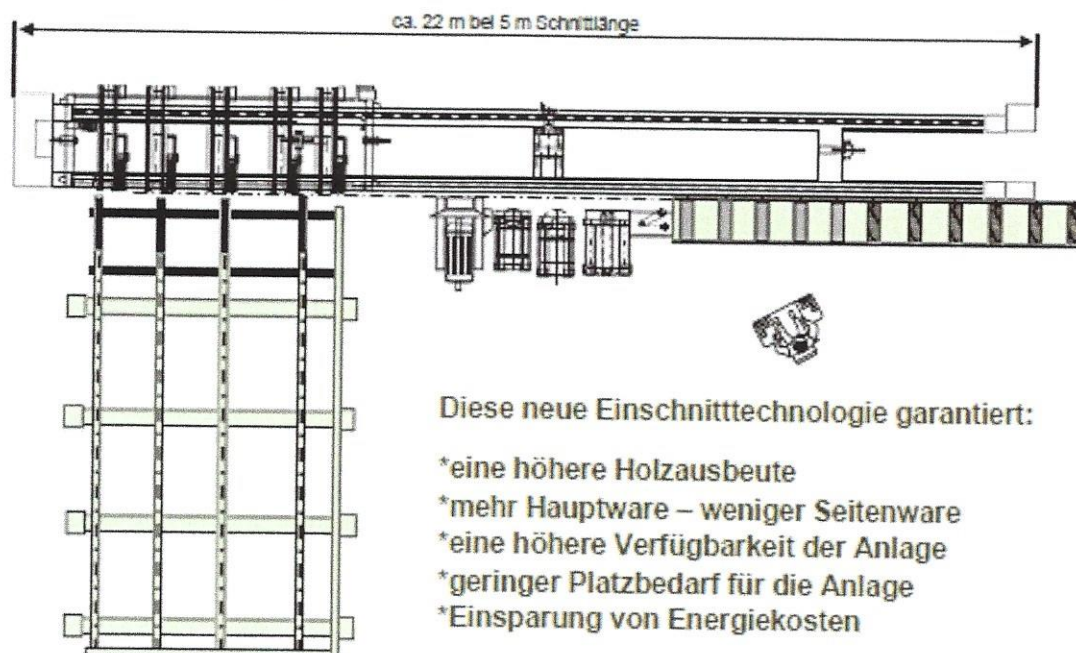 ca. 22 m bei 5 m Schnittlänge
Diese neue Einschnitttechnologie garantiert:
*eine höhere Holzausbeute
*mehr Hauptware – weniger Seitenware
*eine höhere Verfügbarkeit der Anlage
*geringer Platzbedarf für die Anlage
*Einsparung von Energiekosten